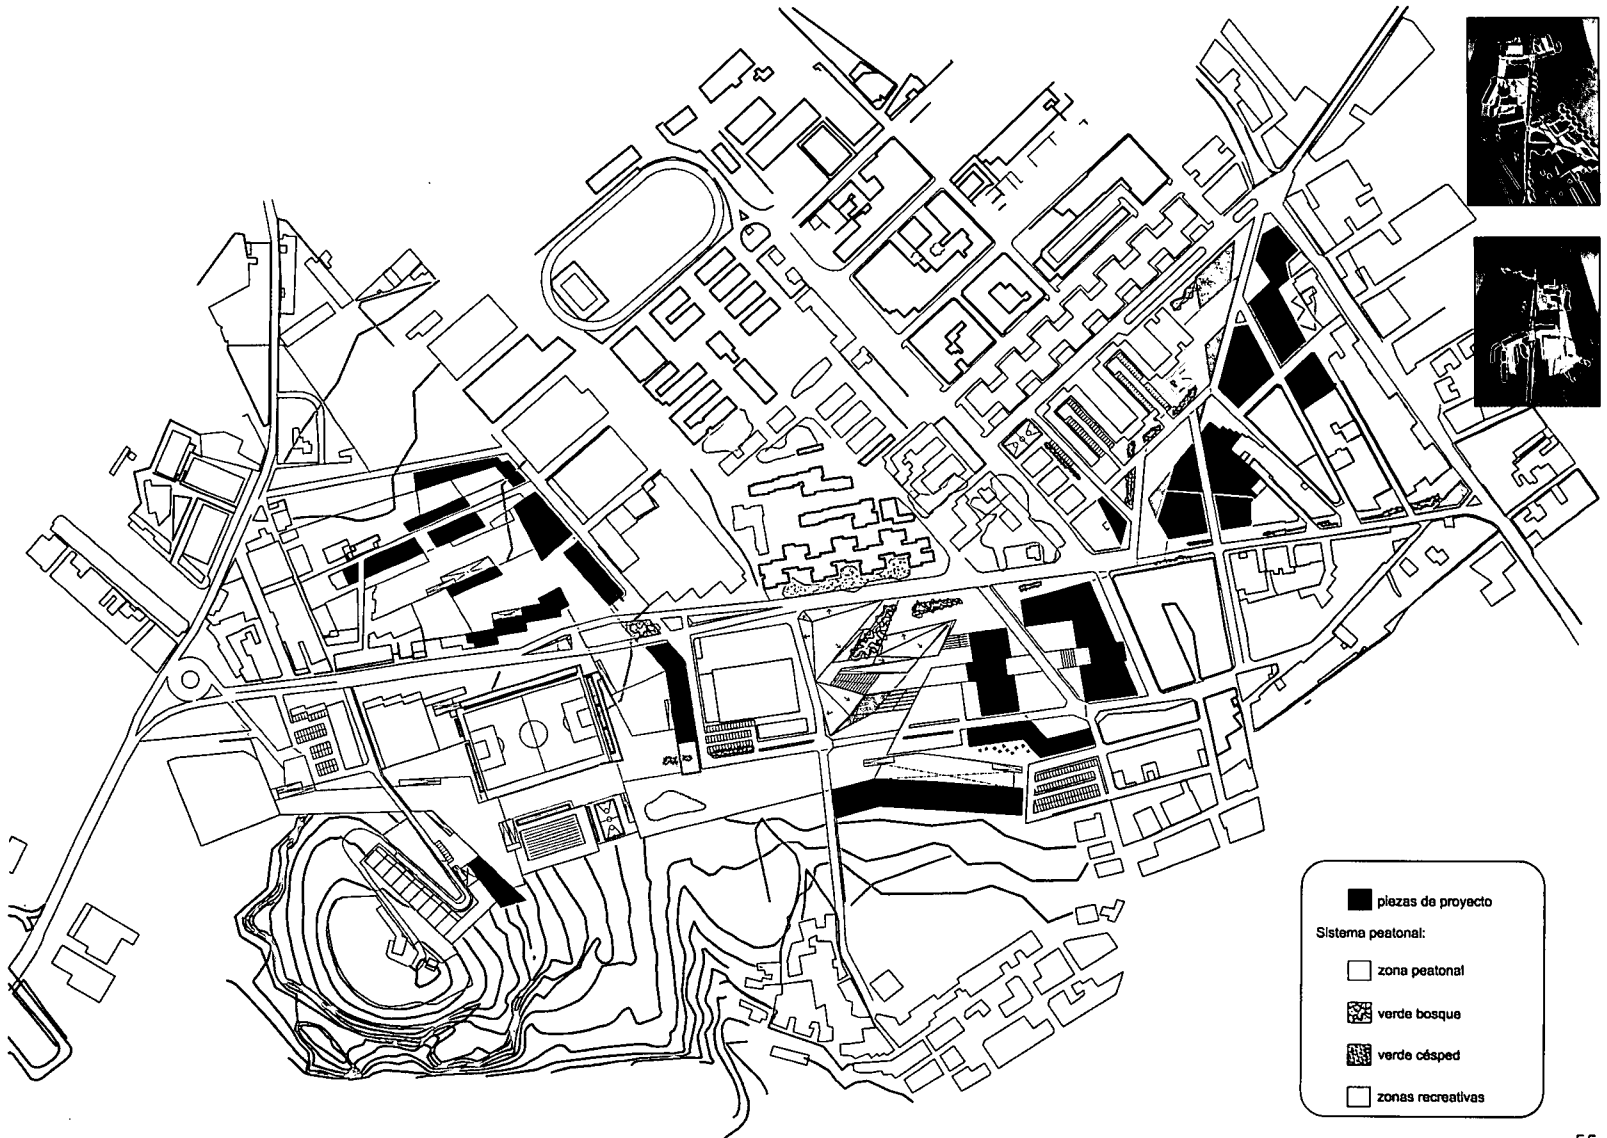 piezas de proyecto
Sistema peatonal:
zona peatonal
verde bosque
verde césped
zonas recreativas